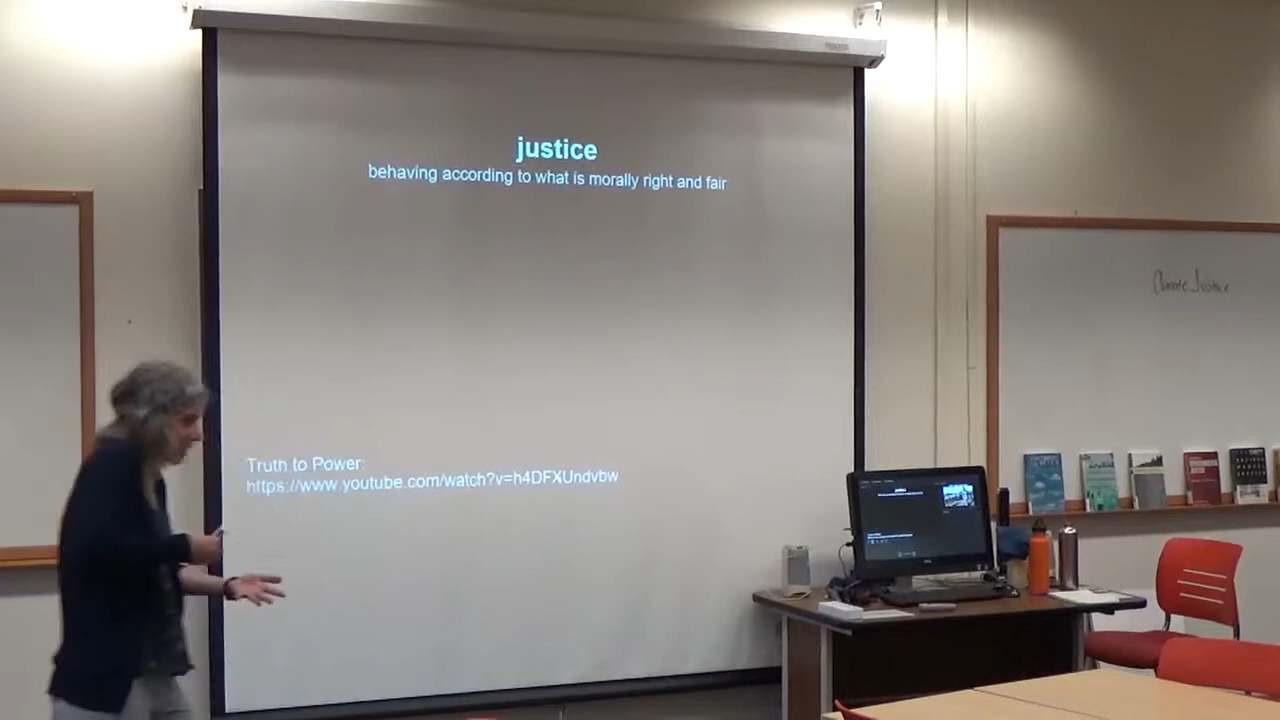 justice
behaving according to what is morally right and fair
Truth to Power:
https://www.youtube.com/watch?v=h4DFXUndvbw
Climate Justice